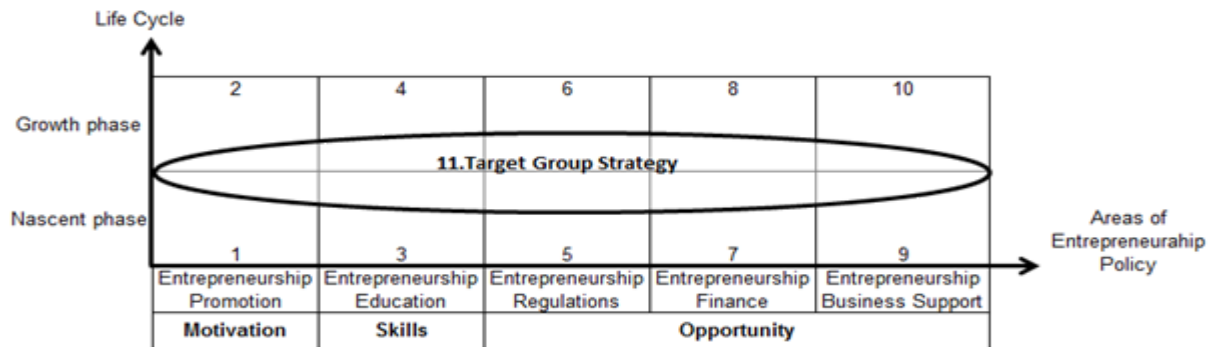 Life Cycle
2 4 6 8 10
Growth phase
11.Target Group Strategy
Nascent phase
1 3 5 7 9
Areas of
Entrepreneurahip
Policy
Entrepreneurship Entrepreneurship Entrepreneurship Entrepreneurship Entrepreneurship
Promotion Education Regulations Finance Business Support
Motivation Skills Opportunity